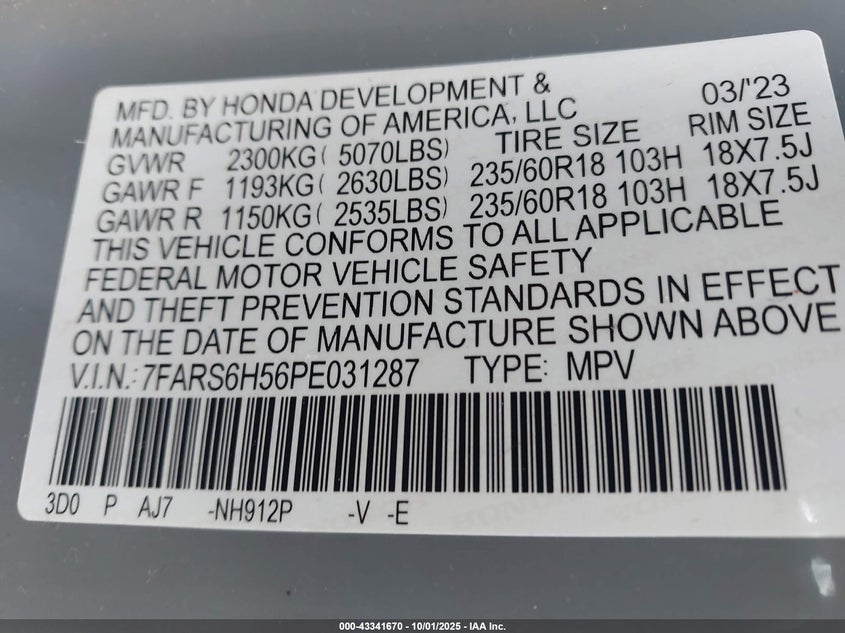 MFD. BY HONDA DEVELOPMENT & 03/'23
MANUFACTURING OF AMERICA, LLC TIRE SIZE RIM SIZE
GVWR 2300KG( 5070LBS)
GAWR F 1193KG( 2630LBS) 235/60R18 103H 18X7.5J
GAWR R 1150KG( 2535LBS) 235/60R18 103H 18X7.5J
THIS VEHICLE CONFORMS TO ALL APPLICABLE
FEDERAL MOTOR VEHICLE SAFETY
AND THEFT PREVENTION STANDARDS IN EFFECT
ON THE DATE OF MANUFACTURE SHOWN ABOVE
V.I.N.: 7FARS6H56PE031287 TYPE: MPV
3D0 P AJ7 -NH912P -V -E
000-43341670 - 10/01/2025 - IAA Inc.